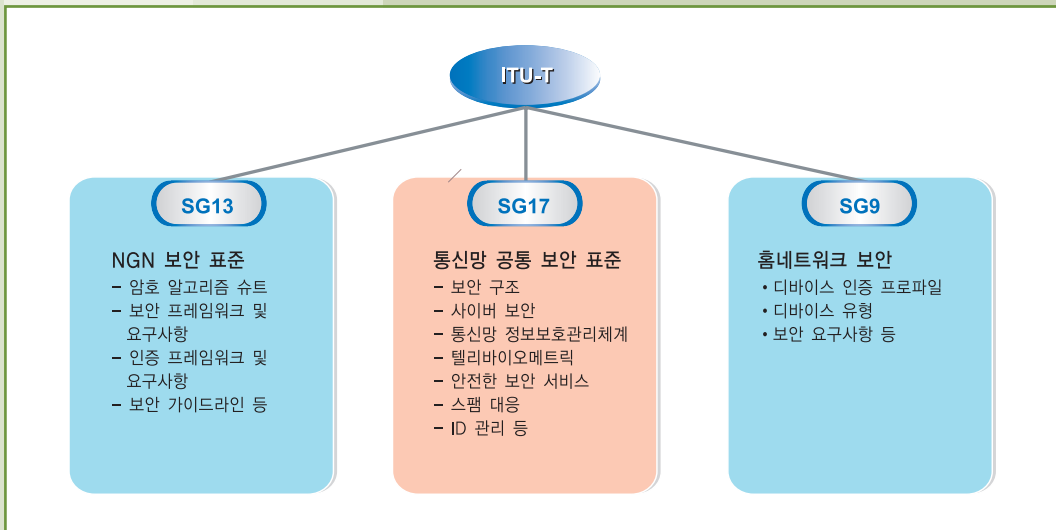 ITU-T
SG13
NGN 보안 표준
– 암호 알고리즘 슈트
– 보안 프레임워크 및
요구사항
– 인증 프레임워크 및
요구사항
– 보안 가이드라인 등
SG17
통신망 공통 보안 표준
– 보안 구조
– 사이버 보안
– 통신망 정보보호관리체계
– 텔리바이오메트릭
– 안전한 보안 서비스
– 스팸 대응
– ID 관리 등
SG9
홈네트워크 보안
• 디바이스 인증 프로파일
• 디바이스 유형
• 보안 요구사항 등